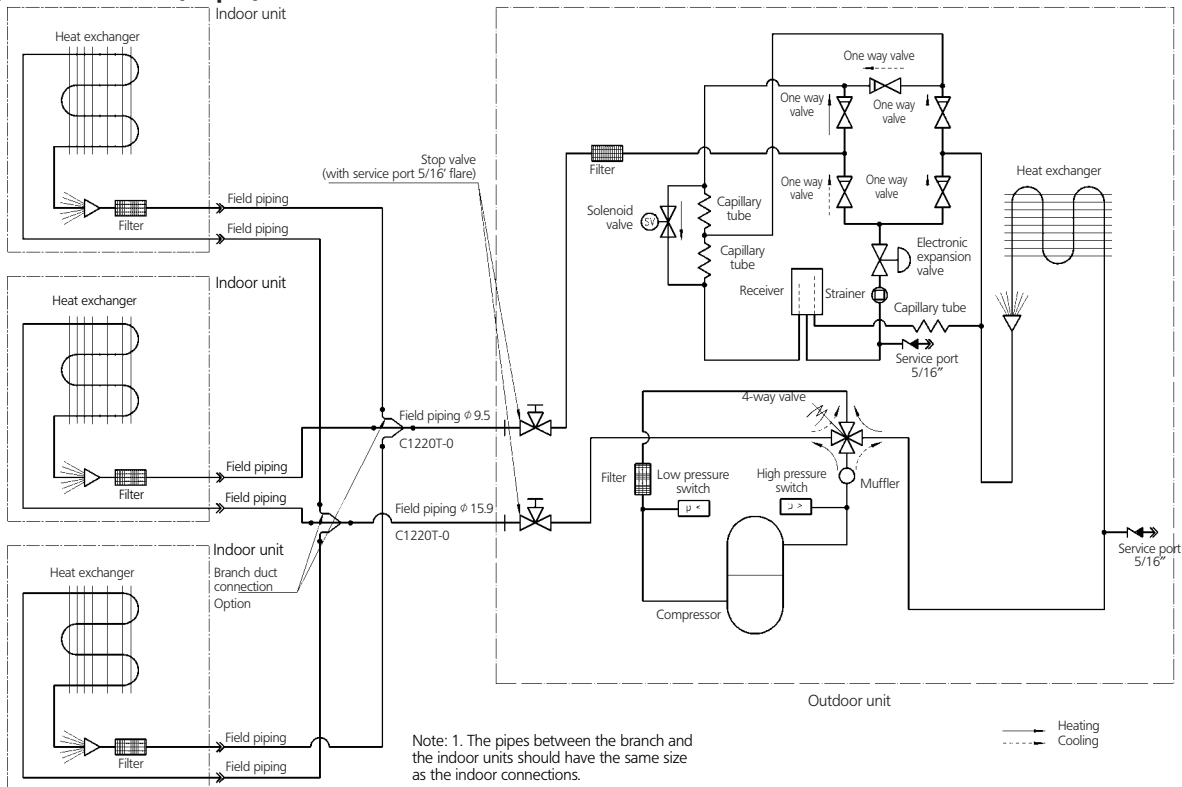 Indoor unit
Heat exchanger
Filter
Field piping
Field piping
Indoor unit
Heat exchanger
Filter
Field piping
Field piping
Indoor unit
Heat exchanger
Filter
Field piping
Field piping
Stop valve
(with service port 5/16' flare)
Field piping φ 9.5
C1220T-0
Field piping φ 15.9
C1220T-0
Branch duct
connection
Option
Note: 1. The pipes between the branch and
the indoor units should have the same size
as the indoor connections.
One way valve
One way
valve
One way
valve
One way
valve
One way
valve
Filter
Solenoid
valve
SV
Capillary
tube
Capillary
tube
Electronic
expansion
valve
Receiver
Strainer
Capillary tube
Service port
5/16"
Heat exchanger
4-way valve
Filter
Low pressure
switch
P <
High pressure
switch
P >
Muffler
Compressor
Service port
5/16"
Outdoor unit
Heating
Cooling